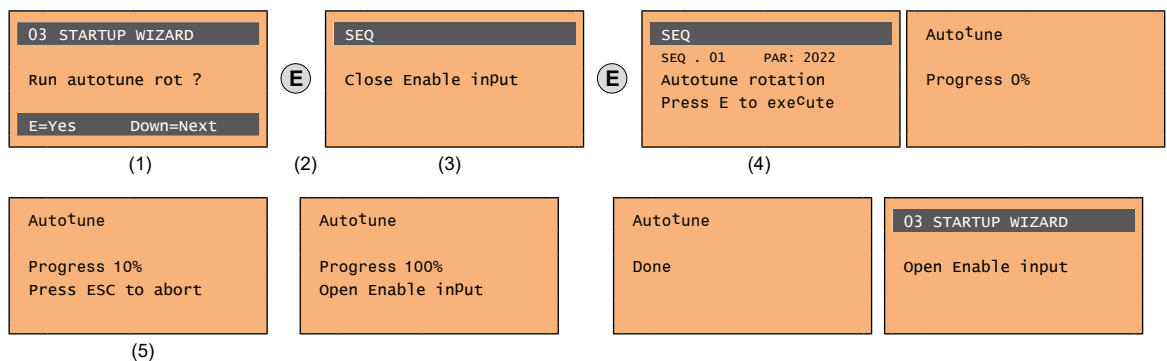 03 STARTUP WIZARD
Run autotune rot ?
E=Yes Down=Next
(1)
E
(2)
SEQ
Close Enable input
(3)
E
SEQ
SEQ . 01 PAR: 2022
Autotune rotation
Press E to execute
(4)
Autotune
Progress 0%
Autotune
Progress 10%
Press ESC to abort
(5)
Autotune
Progress 100%
Open Enable input
Autotune
Done
03 STARTUP WIZARD
Open Enable input